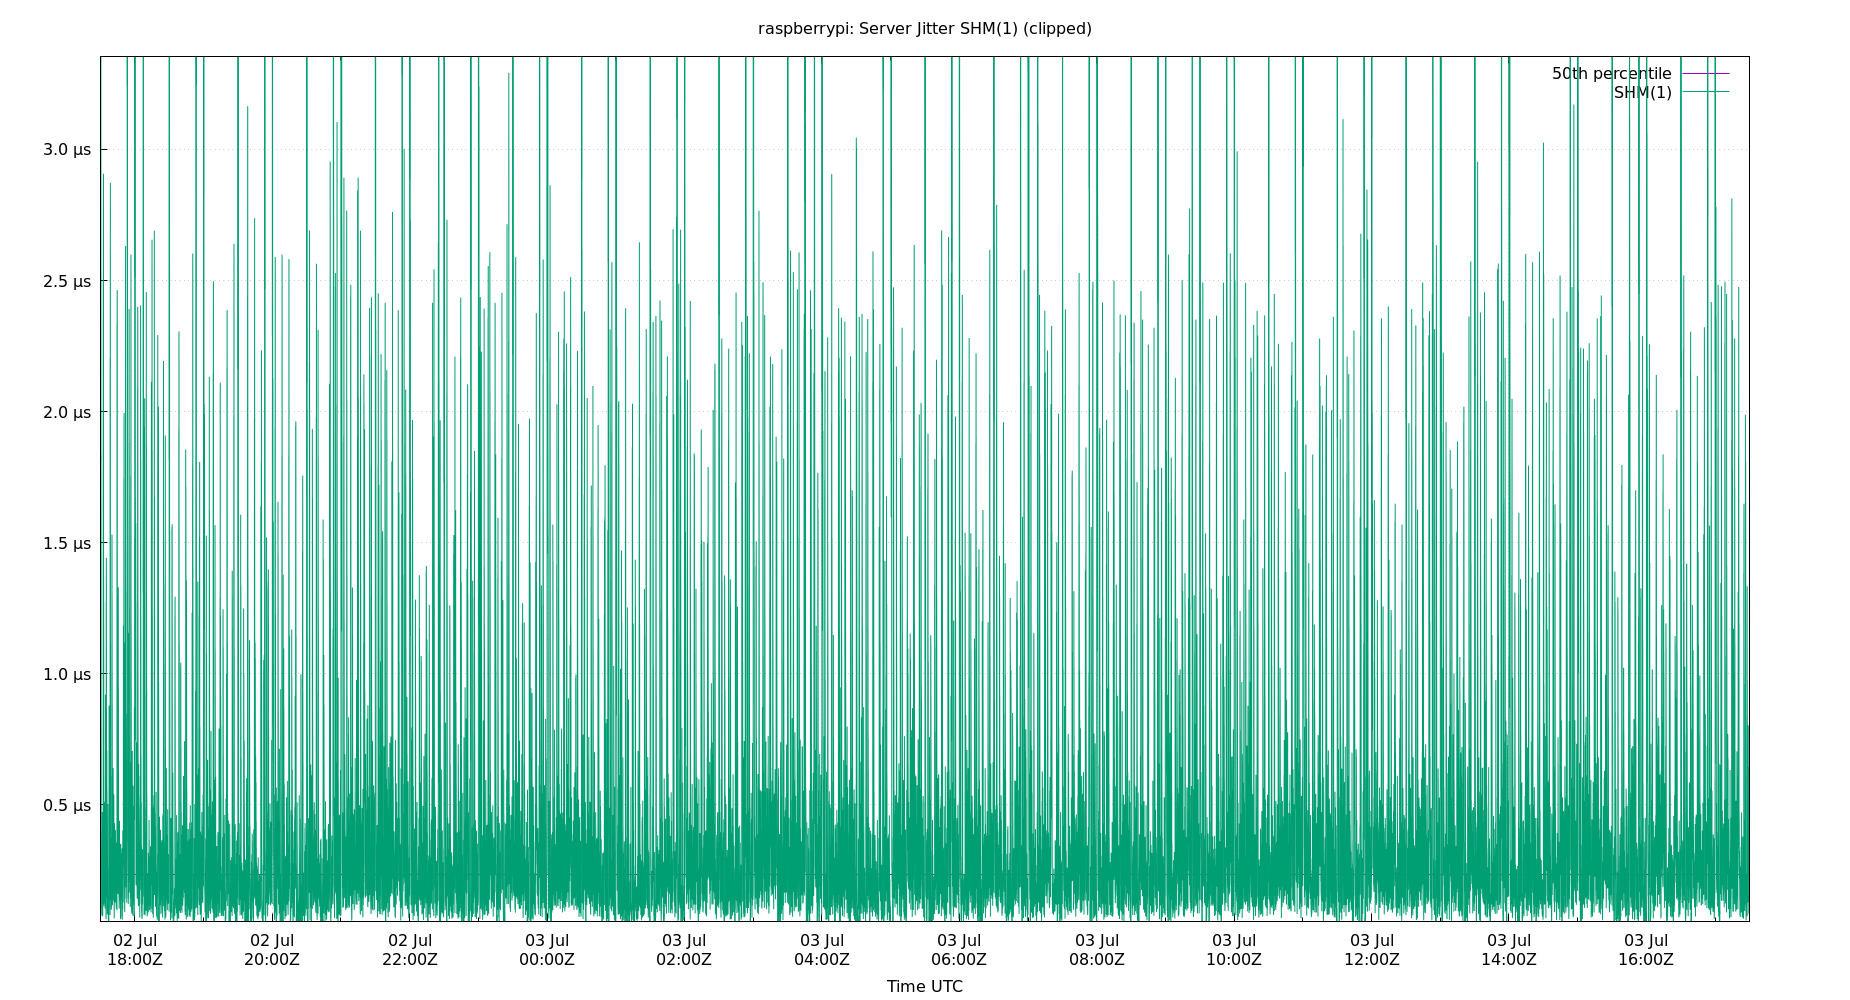 raspberrypi: Server Jitter SHM(1) (clipped)
50th percentile
SHM(1)
3.0 μs
2.5 μs
2.0 μs
1.5 μs
1.0 μs
0.5 μs
02 Jul 02 Jul 02 Jul 03 Jul 03 Jul 03 Jul 03 Jul 03 Jul 03 Jul 03 Jul 03 Jul 03 Jul
18:00Z 20:00Z 22:00Z 00:00Z 02:00Z 04:00Z 06:00Z 08:00Z 10:00Z 12:00Z 14:00Z 16:00Z
Time UTC